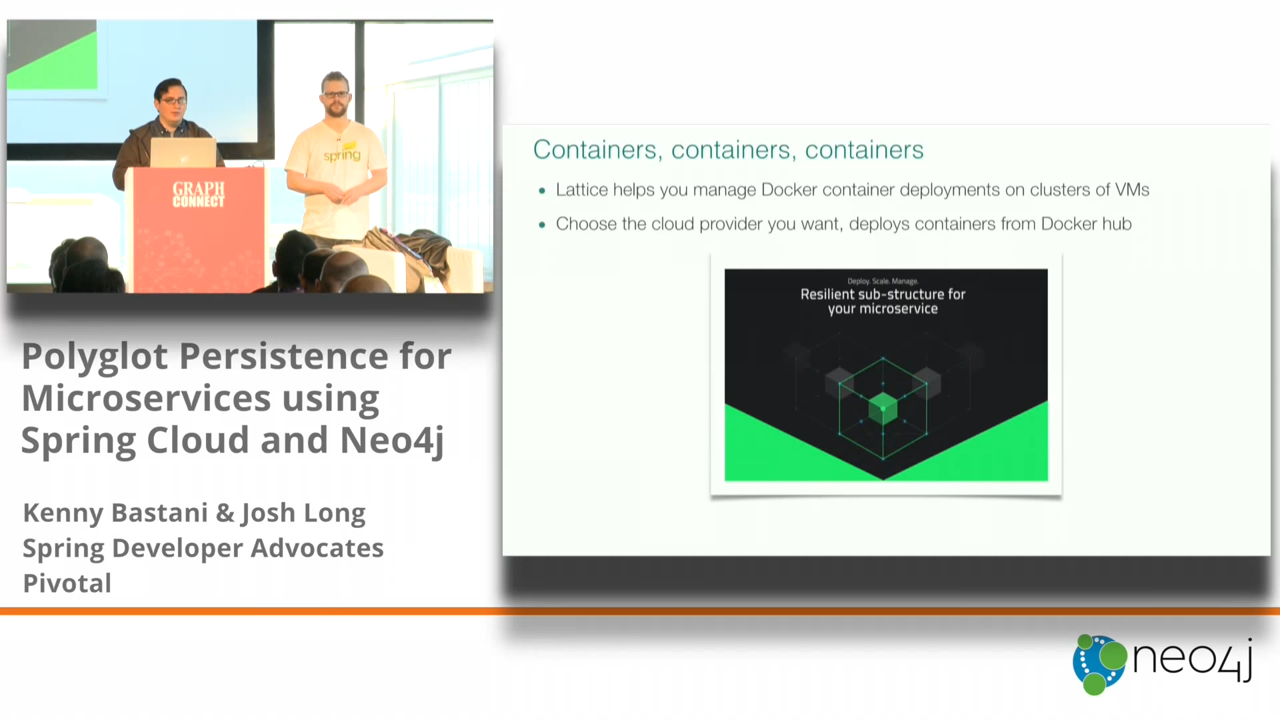 GRAPH
CONNECT
spring
Polyglot Persistence for
Microservices using
Spring Cloud and Neo4j
Kenny Bastani & Josh Long
Spring Developer Advocates
Pivotal
Containers, containers, containers
• Lattice helps you manage Docker container deployments on clusters of VMs
• Choose the cloud provider you want, deploys containers from Docker hub
Deploy. Scale. Manage.
Resilient sub-structure for
your microservice
neo4j